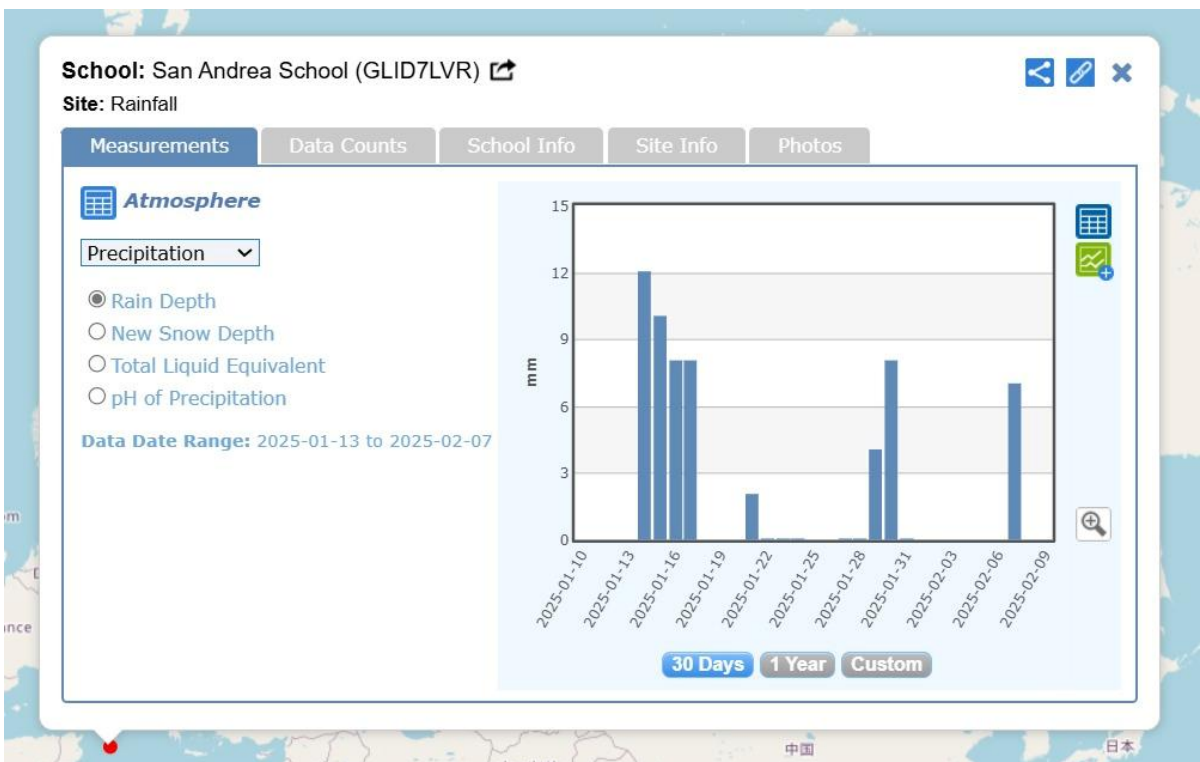 School: San Andrea School (GLID7LVR)
Site: Rainfall
Measurements Data Counts School Info Site Info Photos
Atmosphere
Precipitation
Rain Depth
New Snow Depth
Total Liquid Equivalent
pH of Precipitation
Data Date Range: 2025-01-13 to 2025-02-07
mm
15
12
9
6
3
0
2025-01-10
2025-01-13
2025-01-16
2025-01-19
2025-01-22
2025-01-25
2025-01-28
2025-01-31
2025-02-03
2025-02-06
2025-02-09
30 Days 1 Year Custom
中国
日本